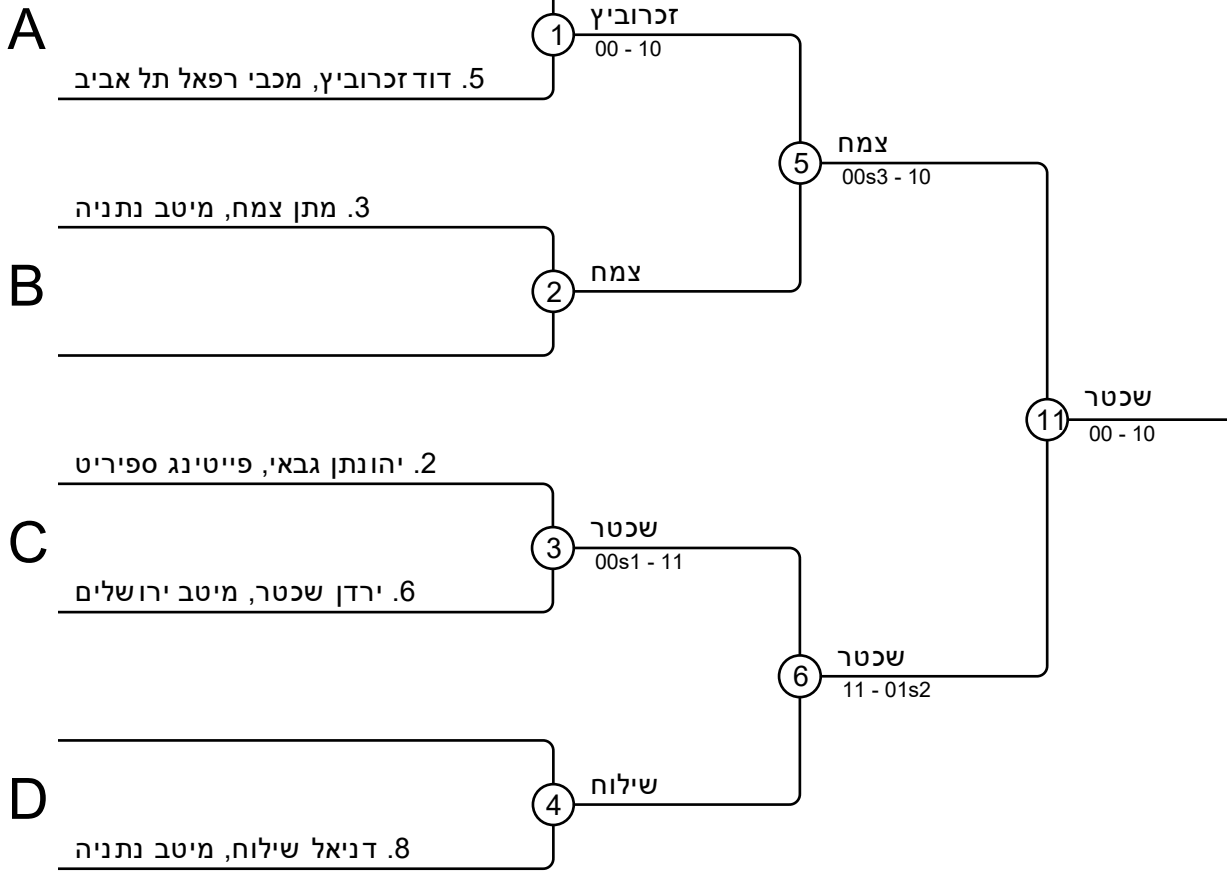 A
1
זכרוביץ
00 - 10
5. דוד זכרוביץ, מכבי רפאל תל אביב
צמח
5
00s3 - 10
3. מתן צמח, מיטב נתניה
B
2
צמח
שכטר
11
00 - 10
2. יהונתן גבאי, פייטינג ספיריט
C
3
שכטר
00s1 - 11
6. ירדן שכטר, מיטב ירושלים
שכטר
6
11 - 01s2
D
4
שילוח
8. דניאל שילוח, מיטב נתניה